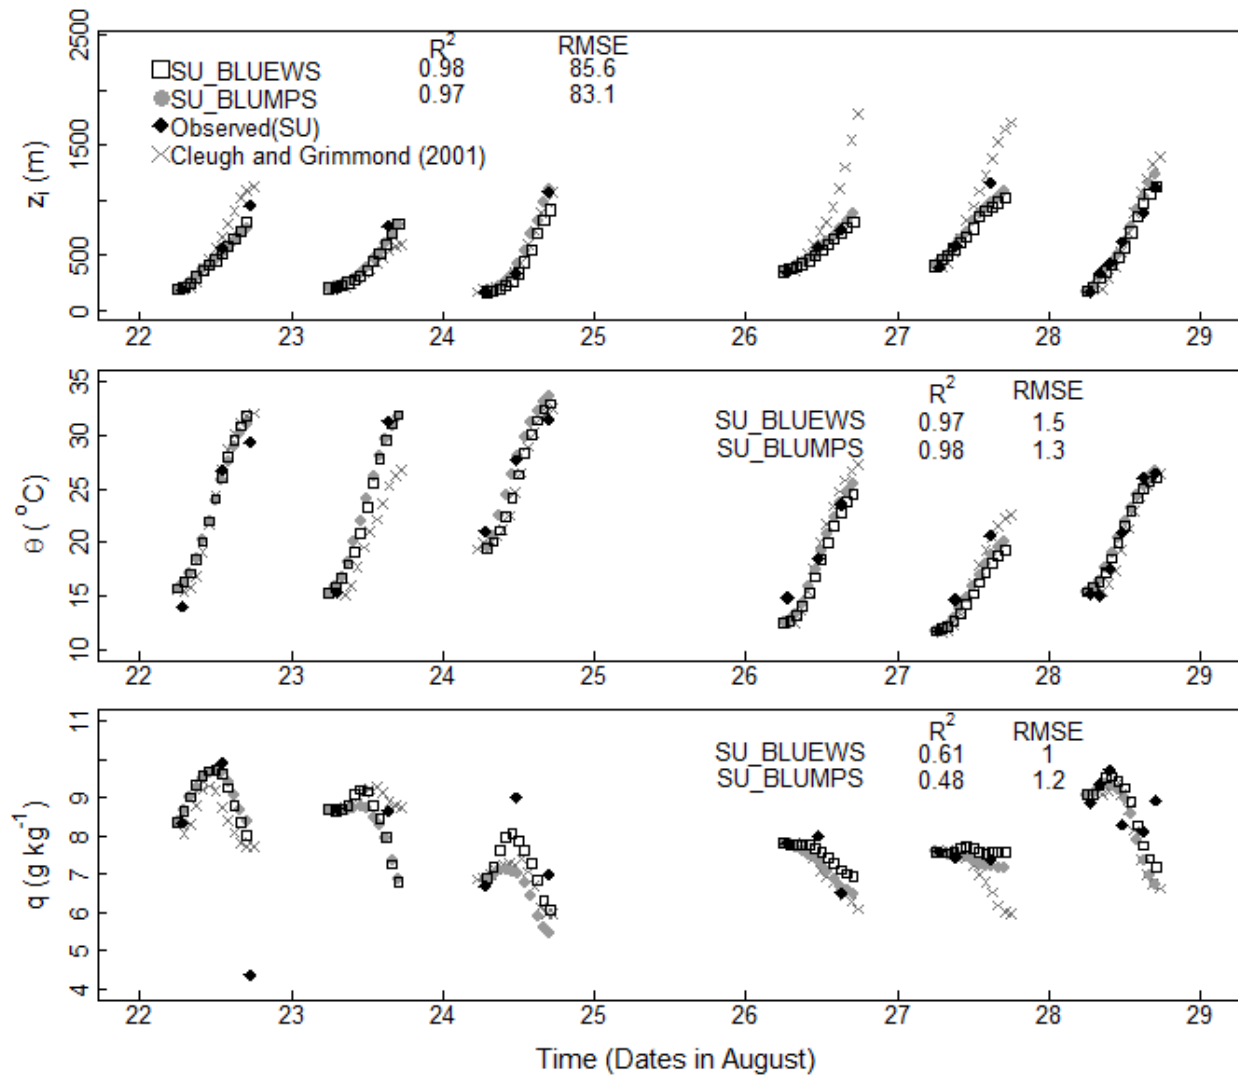 R² RMSE
SU_BLUEWS 0.98 85.6
SU_BLUMPS 0.97 83.1
Observed(SU)
Cleugh and Grimmond (2001)
zᵢ (m)
2500
1500
500
0
22 23 24 25 26 27 28 29
R² RMSE
SU_BLUEWS 0.97 1.5
SU_BLUMPS 0.98 1.3
θ ( °C)
35
30
25
20
15
10
22 23 24 25 26 27 28 29
R² RMSE
SU_BLUEWS 0.61 1
SU_BLUMPS 0.48 1.2
q (g kg⁻¹)
11
9
8
7
6
5
4
22 23 24 25 26 27 28 29
Time (Dates in August)